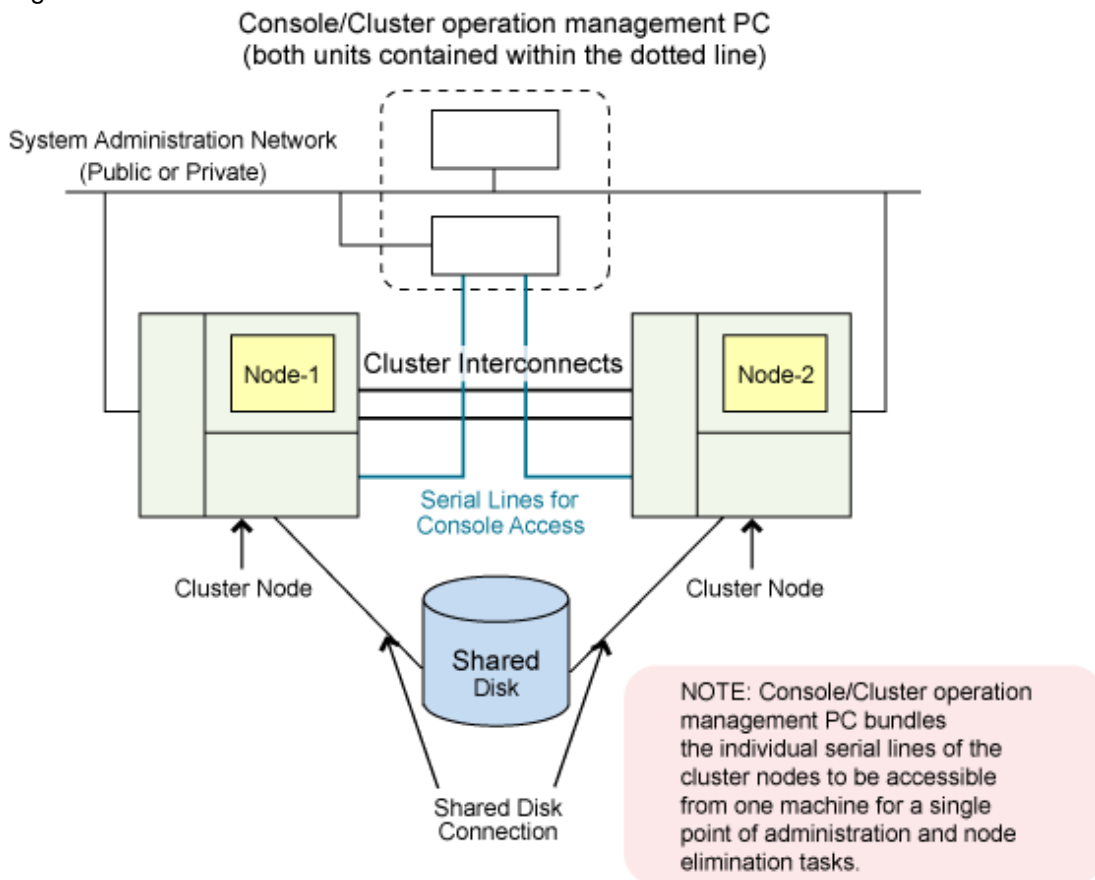 Console/Cluster operation management PC
(both units contained within the dotted line)
System Administration Network
(Public or Private)
Node-1
Cluster Interconnects
Node-2
Serial Lines for
Console Access
Cluster Node
Cluster Node
Shared
Disk
Shared Disk
Connection
NOTE: Console/Cluster operation
management PC bundles
the individual serial lines of the
cluster nodes to be accessible
from one machine for a single
point of administration and node
elimination tasks.